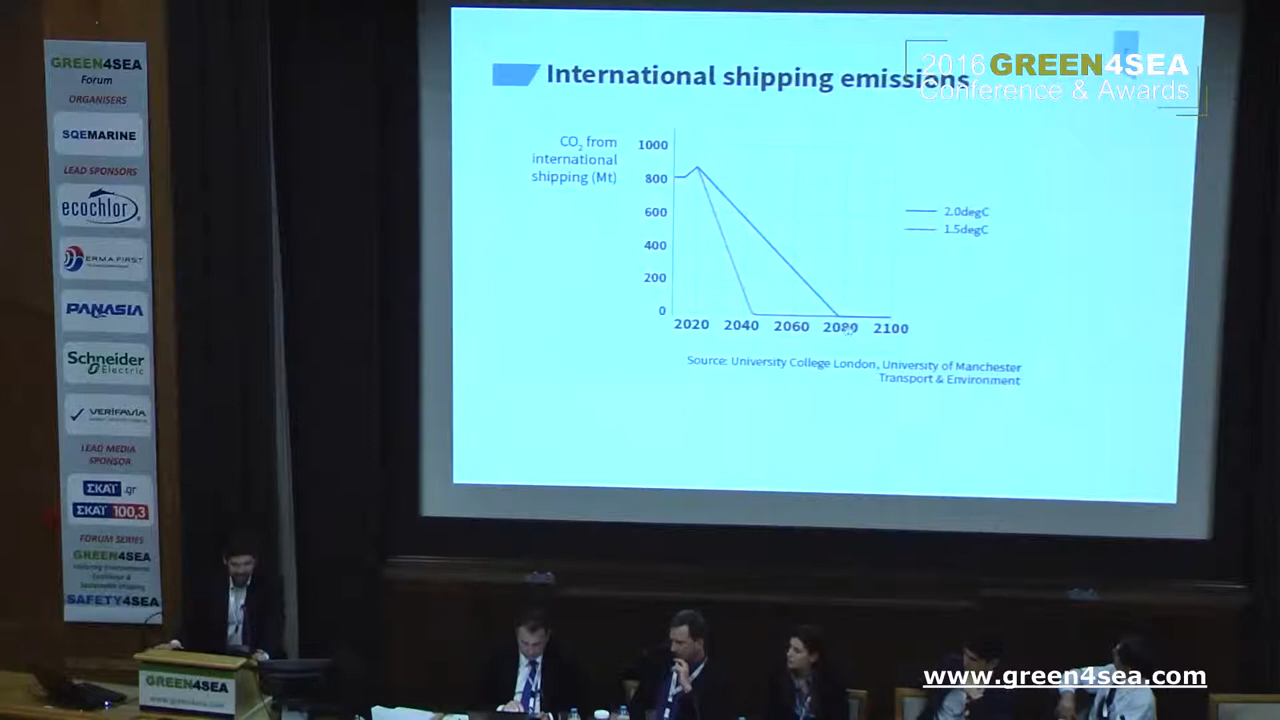 GREEN4SEA
Forum
ORGANISERS
SQEMARINE
LEAD SPONSORS
ecochlor
ERMA FIRST
PANASIA
Schneider
Electric
VERIFAVIA
LEAD MEDIA
SPONSOR
ΣΚΑΪ.gr
ΣΚΑΪ 100,3
FORUM SERIES
GREEN4SEA
SAFETY4SEA
International shipping emissions
2016 GREEN4SEA
Conference & Awards
CO2 from
international
shipping (Mt)
1000
800
600
400
200
0
2020 2040 2060 2080 2100
2.0degC
1.5degC
Source: University College London, University of Manchester
Transport & Environment
GREEN4SEA
www.green4sea.com
www.green4sea.com